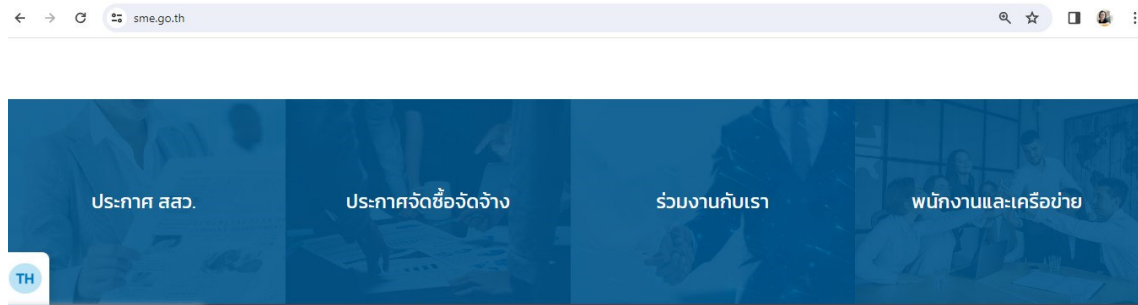 sme.go.th
ประกาศ สสว.
ประกาศจัดซื้อจัดจ้าง
ร่วมงานกับเรา
พนักงานและเครือข่าย
TH